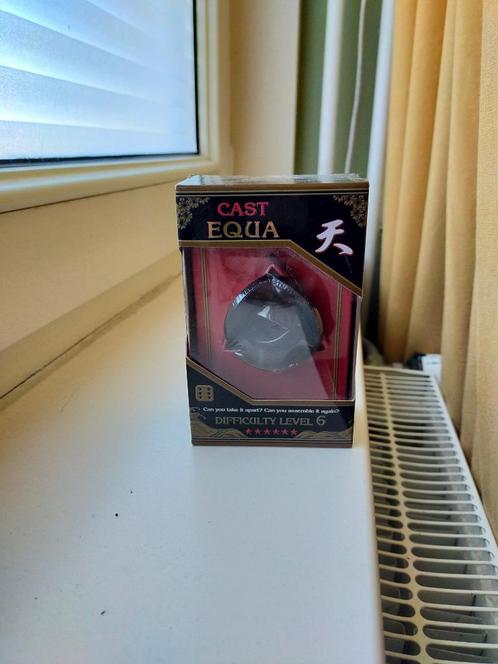 CAST
EQUA
天
Can you take it apart? Can you assemble it again?
DIFFICULTY LEVEL 6